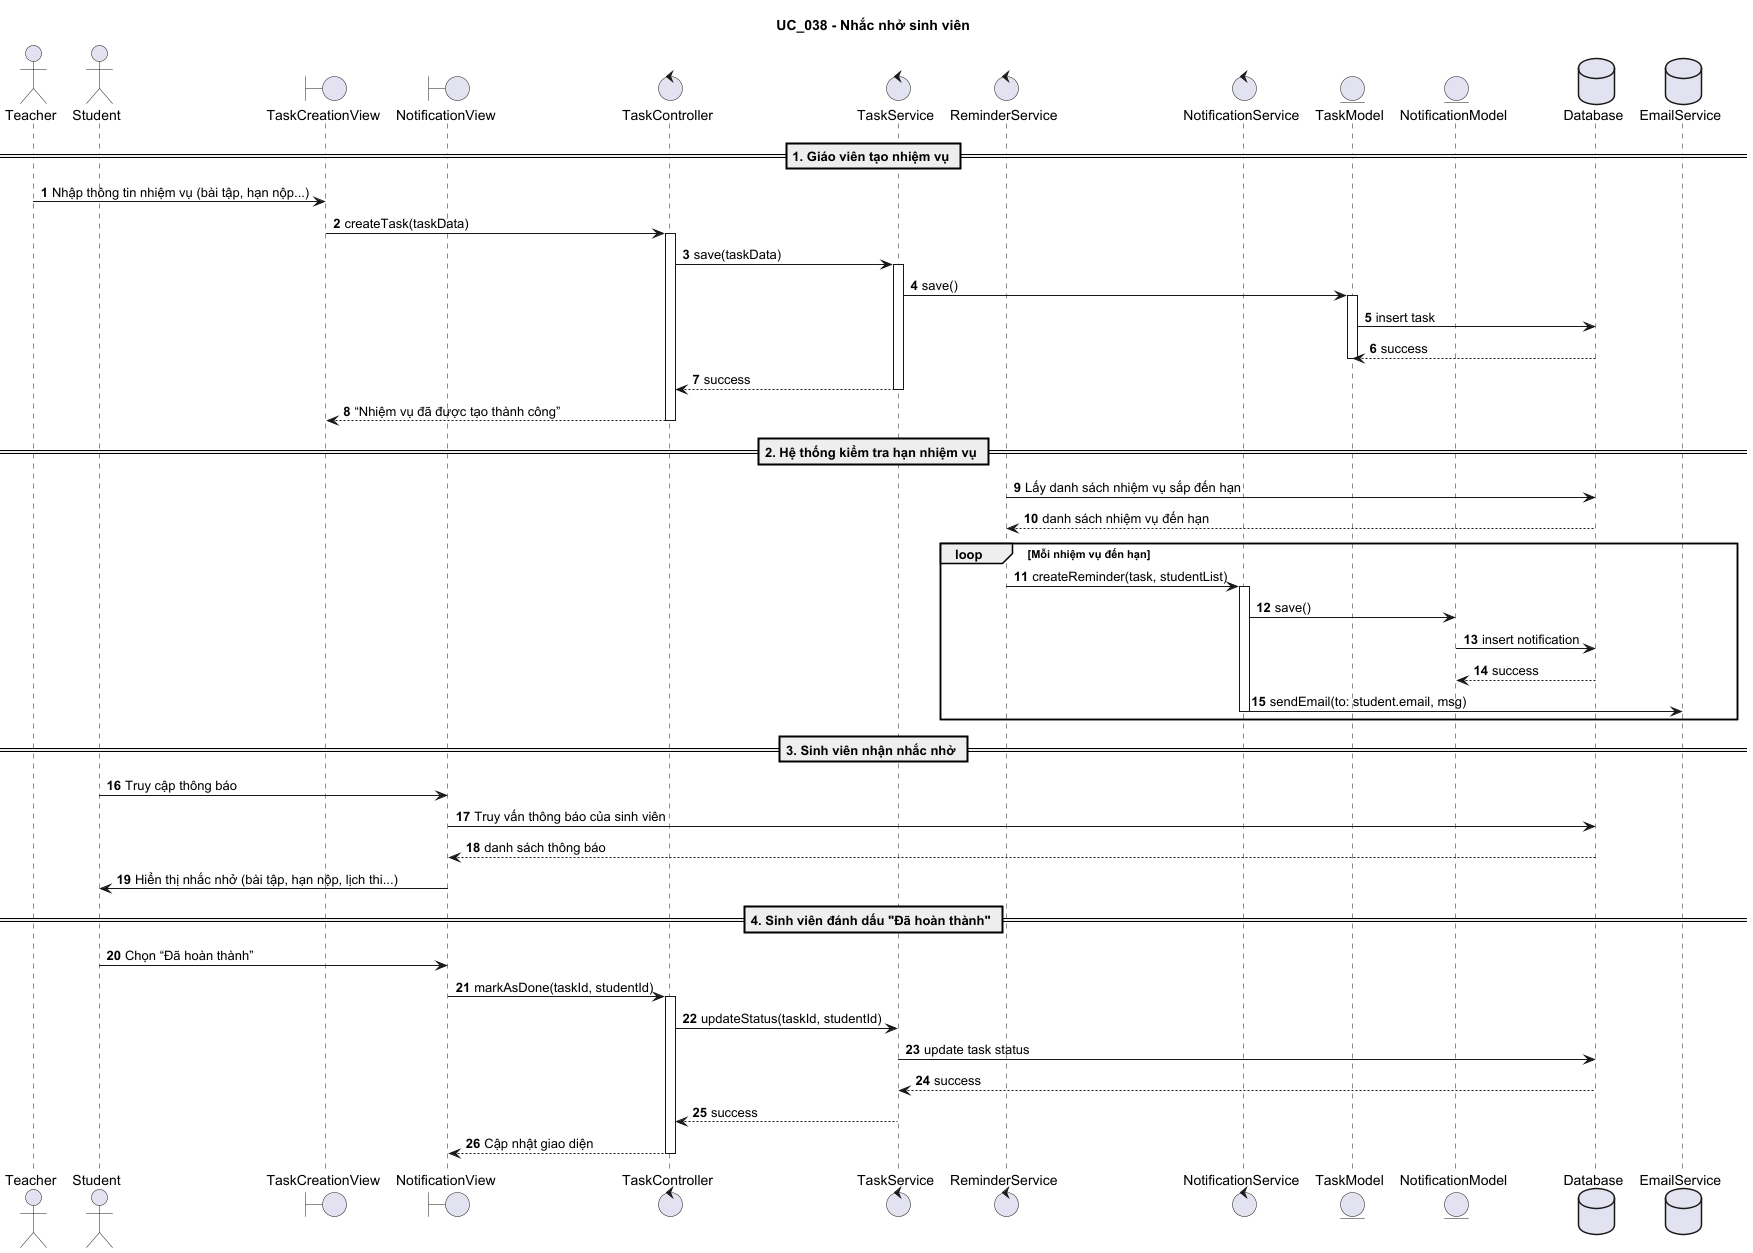 UC_038 - Nhắc nhở sinh viên
Teacher Student TaskCreationView NotificationView TaskController TaskService ReminderService NotificationService TaskModel NotificationModel Database EmailService
1. Giáo viên tạo nhiệm vụ
1 Nhập thông tin nhiệm vụ (bài tập, hạn nộp...)
2 createTask(taskData)
3 save(taskData)
4 save()
5 insert task
6 success
7 success
8 “Nhiệm vụ đã được tạo thành công”
2. Hệ thống kiểm tra hạn nhiệm vụ
9 Lấy danh sách nhiệm vụ sắp đến hạn
10 danh sách nhiệm vụ đến hạn
loop [Mỗi nhiệm vụ đến hạn]
11 createReminder(task, studentList)
12 save()
13 insert notification
14 success
15 sendEmail(to: student.email, msg)
3. Sinh viên nhận nhắc nhở
16 Truy cập thông báo
17 Truy vấn thông báo của sinh viên
18 danh sách thông báo
19 Hiển thị nhắc nhở (bài tập, hạn nộp, lịch thi...)
4. Sinh viên đánh dấu "Đã hoàn thành"
20 Chọn “Đã hoàn thành”
21 markAsDone(taskId, studentId)
22 updateStatus(taskId, studentId)
23 update task status
24 success
25 success
26 Cập nhật giao diện
Teacher Student TaskCreationView NotificationView TaskController TaskService ReminderService NotificationService TaskModel NotificationModel Database EmailService